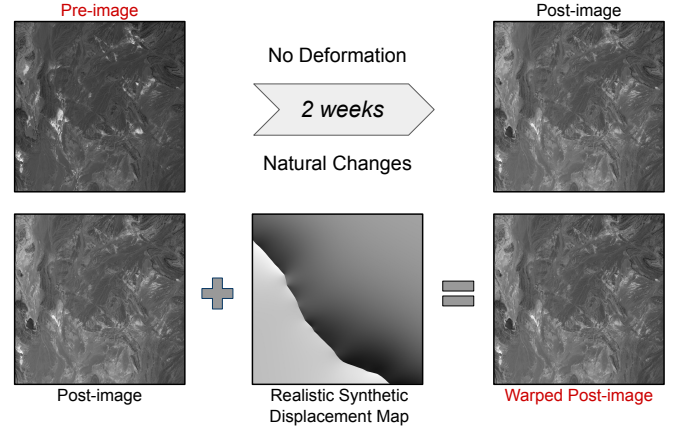 Pre-image
Post-image
No Deformation
2 weeks
Natural Changes
Post-image
Realistic Synthetic
Displacement Map
Warped Post-image